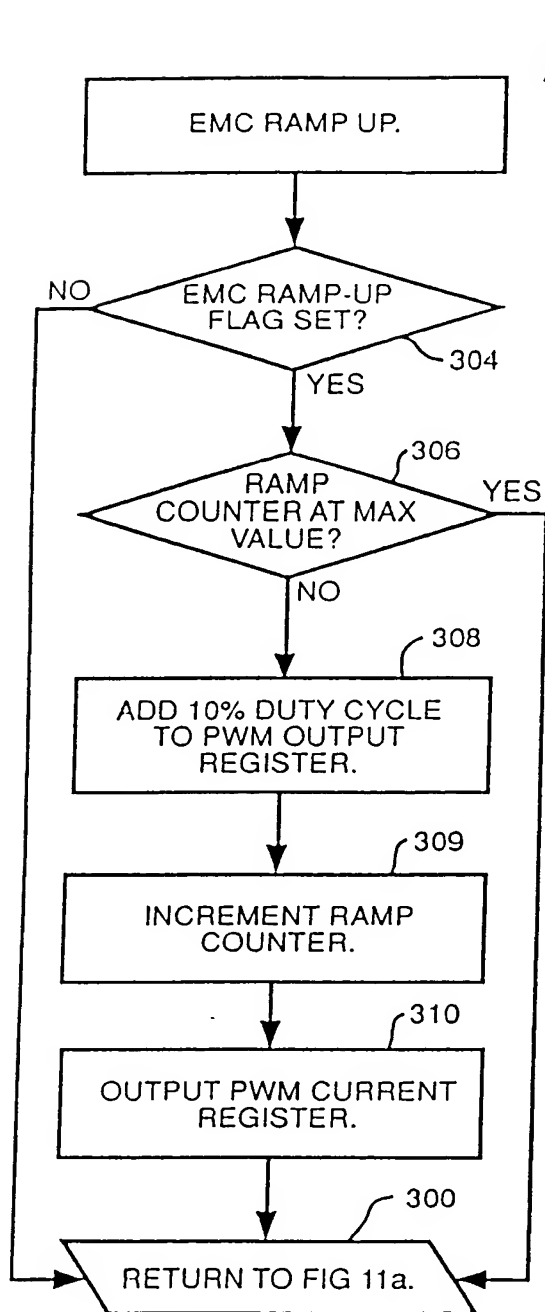 EMC RAMP UP.
NO
EMC RAMP-UP
FLAG SET?
304
YES
306
RAMP
COUNTER AT MAX
VALUE?
YES
NO
308
ADD 10% DUTY CYCLE
TO PWM OUTPUT
REGISTER.
309
INCREMENT RAMP
COUNTER.
310
OUTPUT PWM CURRENT
REGISTER.
300
RETURN TO FIG 11a.